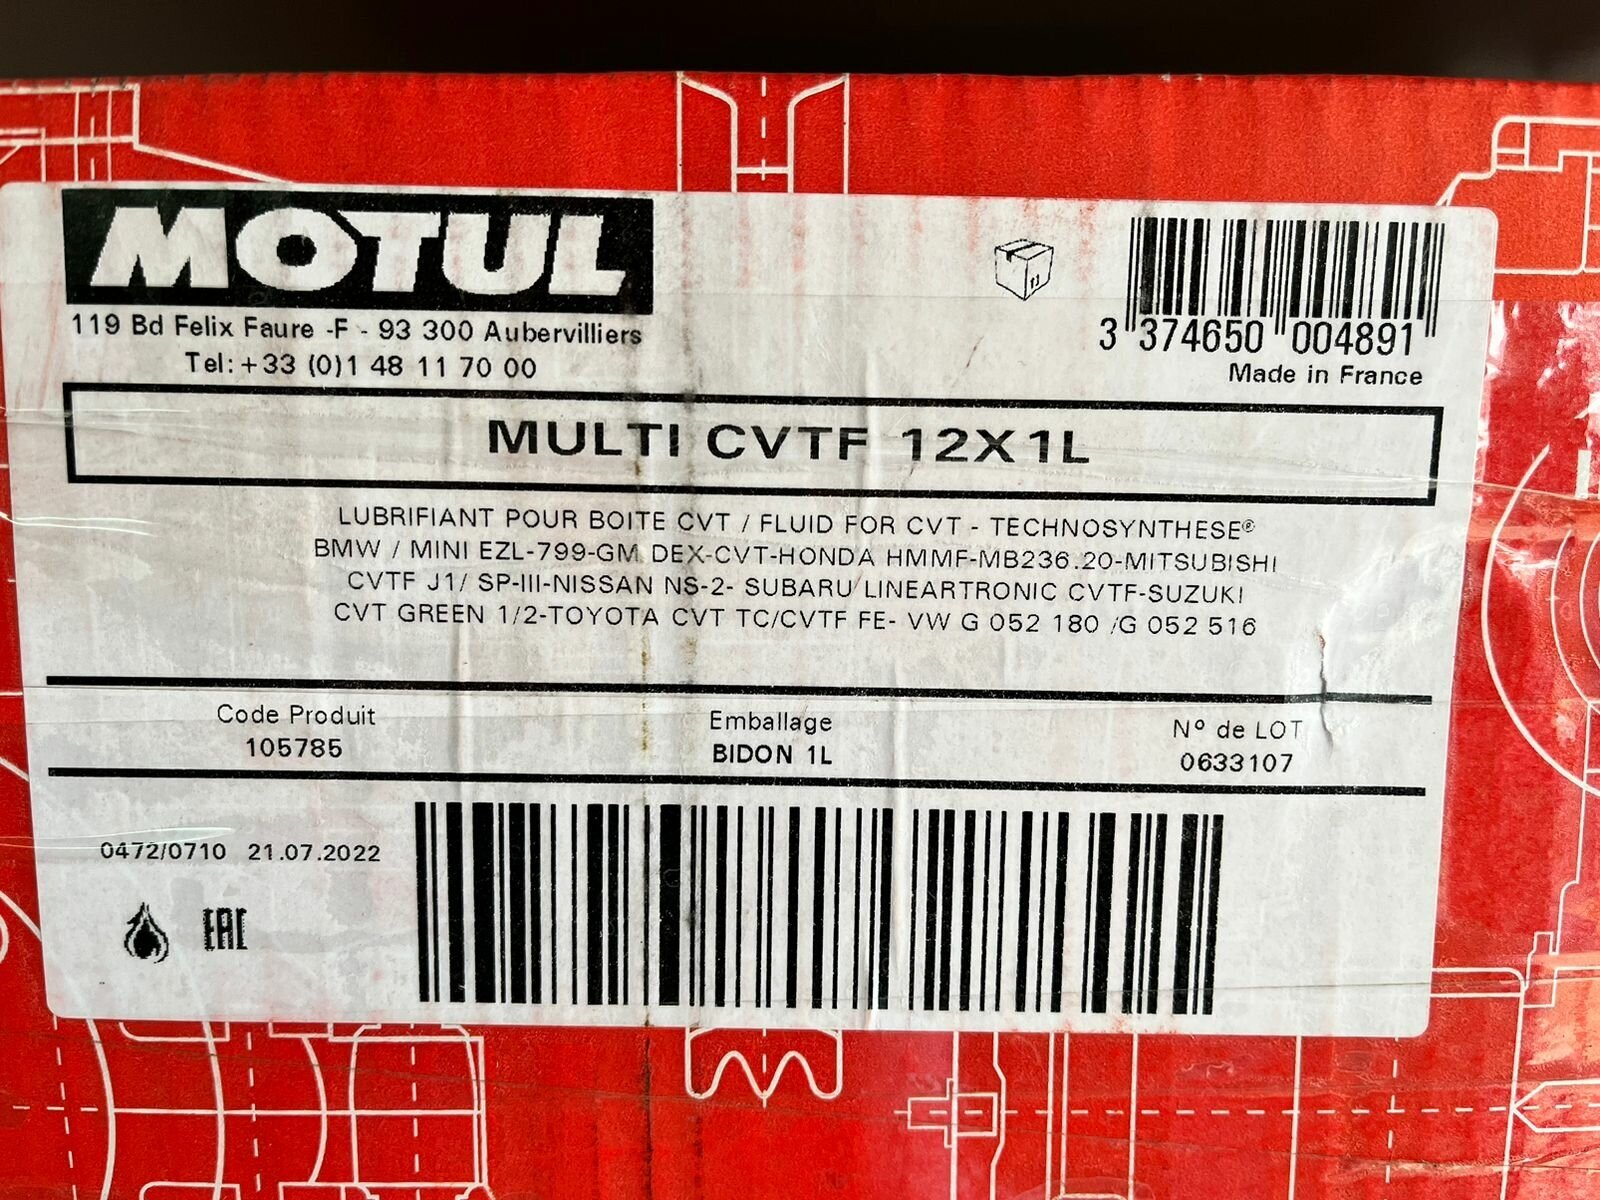 MOTUL
119 Bd Felix Faure -F - 93 300 Aubervilliers
Tel:+33 (0)1 48 11 70 00
3 374650 004891
Made in France
MULTI CVTF 12X1L
LUBRIFIANT POUR BOITE CVT / FLUID FOR CVT - TECHNOSYNTHESE®
BMW / MINI EZL-799-GM DEX-CVT-HONDA HMMF-MB236.20-MITSUBISHI
CVTF J1/ SP-III-NISSAN NS-2- SUBARU LINEARTRONIC CVTF-SUZUKI
CVT GREEN 1/2-TOYOTA CVT TC/CVTF FE- VW G 052 180 /G 052 516
Code Produit
105785
Emballage
BIDON 1L
Nº de LOT
0633107
0472/0710 21.07.2022
EAC